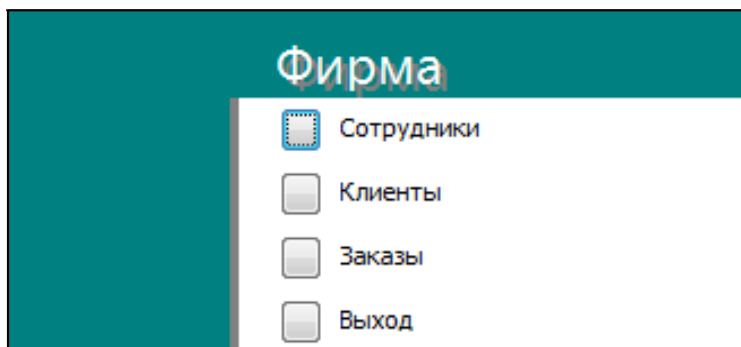 Фирма
Сотрудники
Клиенты
Заказы
Выход